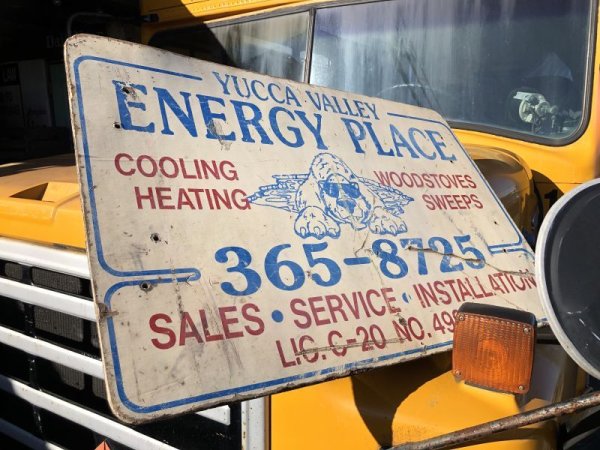 YUCCA VALLEY
ENERGY PLACE
COOLING
HEATING
WOODSTOVES
SWEEPS
365-8725
SALES • SERVICE • INSTALLATION
LIC. C-20 NO.